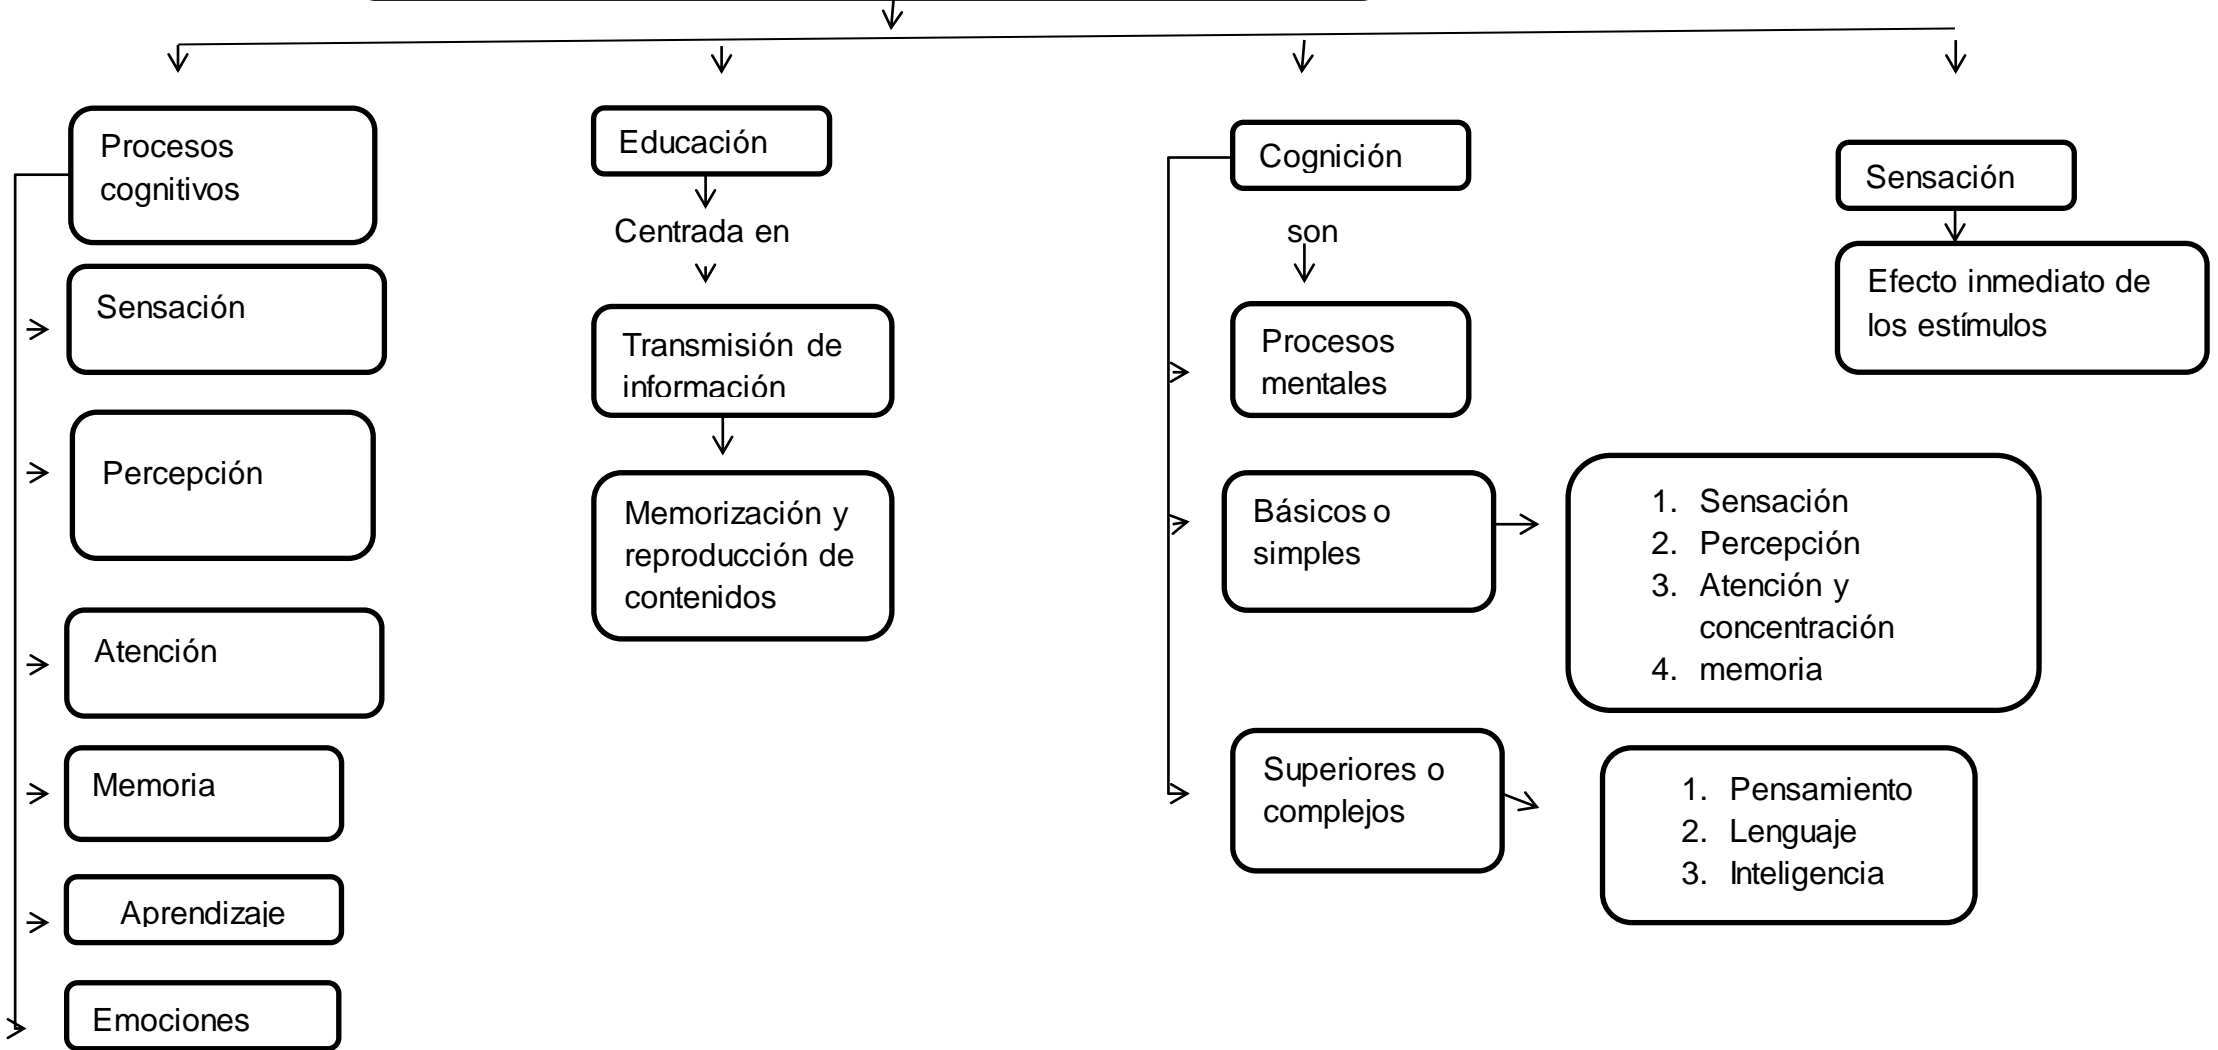 Procesos
cognitivos
Sensación
Percepción
Atención
Memoria
Aprendizaje
Emociones
Educación
Centrada en
Transmisión de
información
Memorización y
reproducción de
contenidos
Cognición
son
Procesos
mentales
Básicos o
simples
1. Sensación
2. Percepción
3. Atención y
concentración
4. memoria
Superiores o
complejos
1. Pensamiento
2. Lenguaje
3. Inteligencia
Sensación
Efecto inmediato de
los estímulos